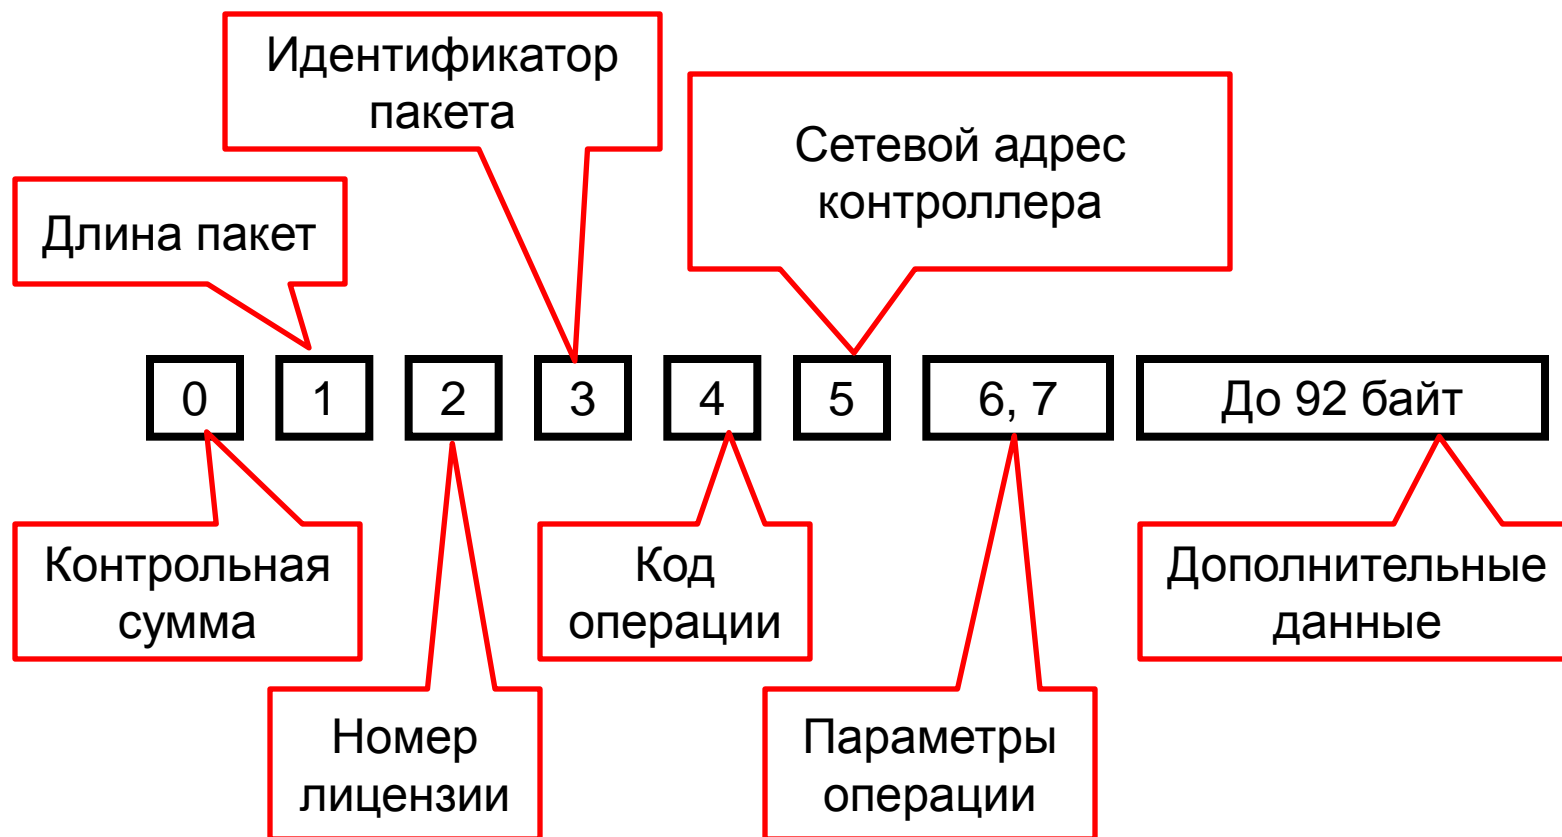 Идентификатор
пакета
Сетевой адрес
контроллера
Длина пакет
0
1
2
3
4
5
6, 7
До 92 байт
Контрольная
сумма
Код
операции
Дополнительные
данные
Номер
лицензии
Параметры
операции